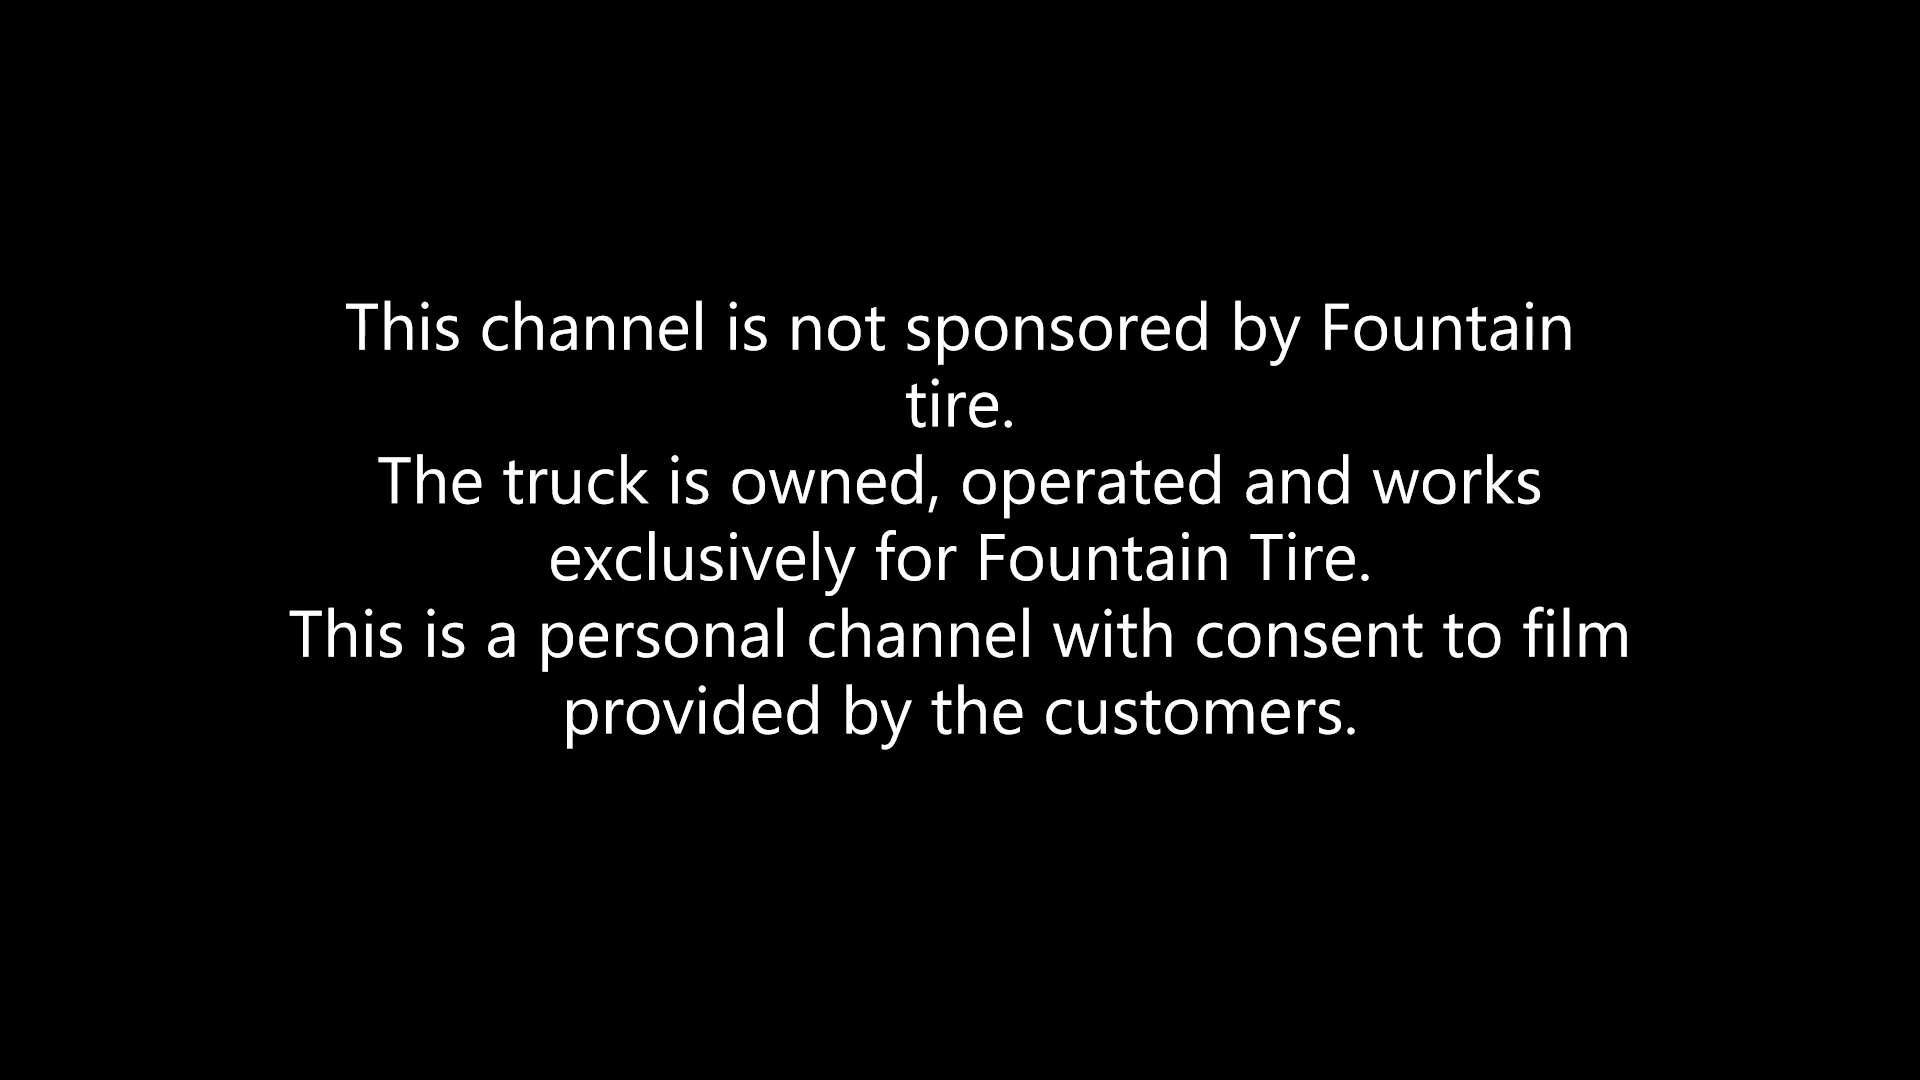 This channel is not sponsored by Fountain
tire.
The truck is owned, operated and works
exclusively for Fountain Tire.
This is a personal channel with consent to film
provided by the customers.